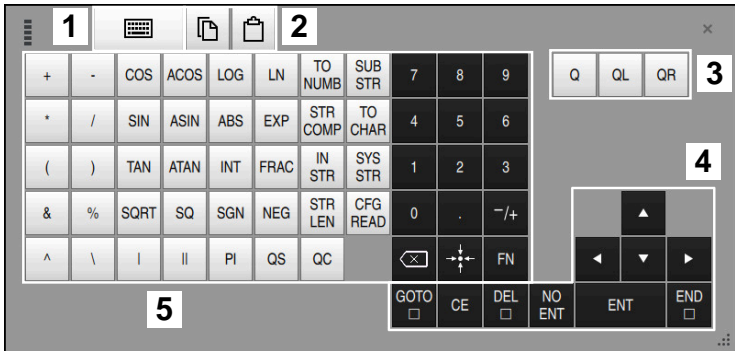 1 2
×
+ - COS ACOS LOG LN TO NUMB SUB STR 7 8 9 Q QL QR 3
* / SIN ASIN ABS EXP STR COMP TO CHAR 4 5 6
( ) TAN ATAN INT FRAC IN STR SYS STR 1 2 3 4
& % SQRT SQ SGN NEG STR LEN CFG READ 0 . −/+
^ \ | || PI QS QC FN
5 GOTO CE DEL NO ENT ENT END